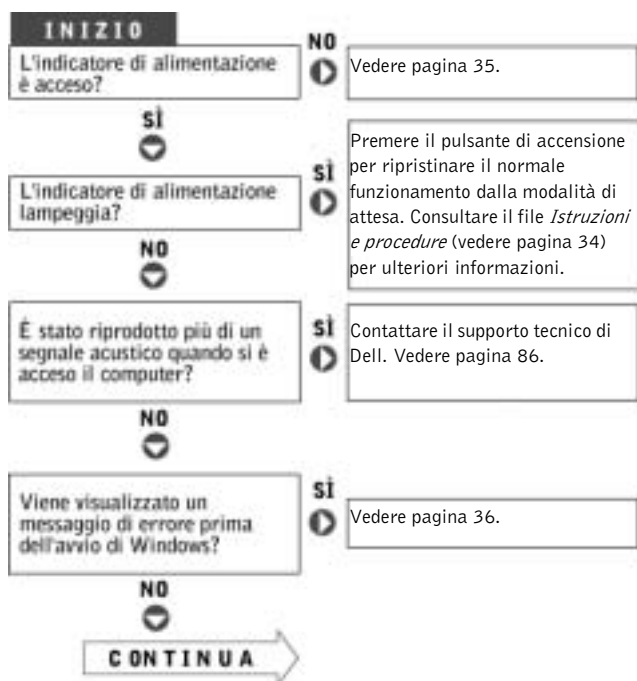 INIZIO
L'indicatore di alimentazione
è acceso?
NO
Vedere pagina 35.
SÌ
L'indicatore di alimentazione
lampeggia?
SÌ
Premere il pulsante di accensione
per ripristinare il normale
funzionamento dalla modalità di
attesa. Consultare il file Istruzioni
e procedure (vedere pagina 34)
per ulteriori informazioni.
NO
È stato riprodotto più di un
segnale acustico quando si è
acceso il computer?
SÌ
Contattare il supporto tecnico di
Dell. Vedere pagina 86.
NO
Viene visualizzato un
messaggio di errore prima
dell'avvio di Windows?
SÌ
Vedere pagina 36.
NO
CONTINUA